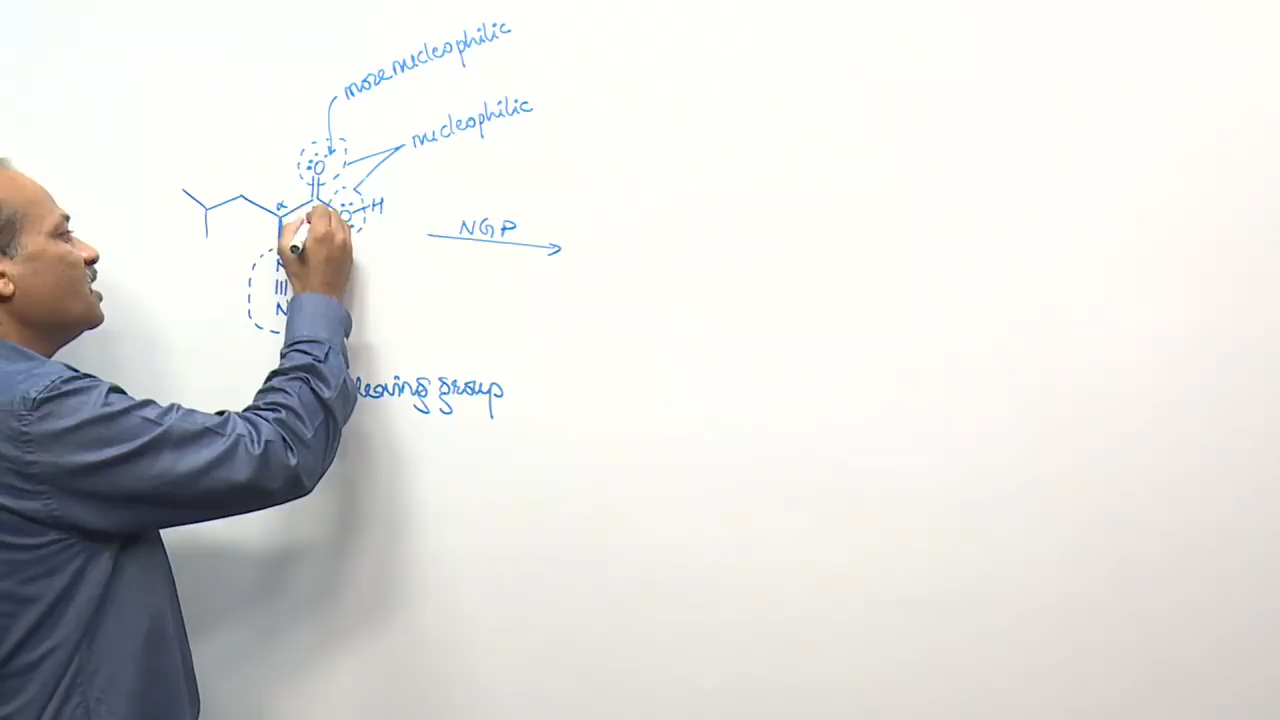 more nucleophilic
nucleophilic
O
α
O-H
NGP
N
leaving group